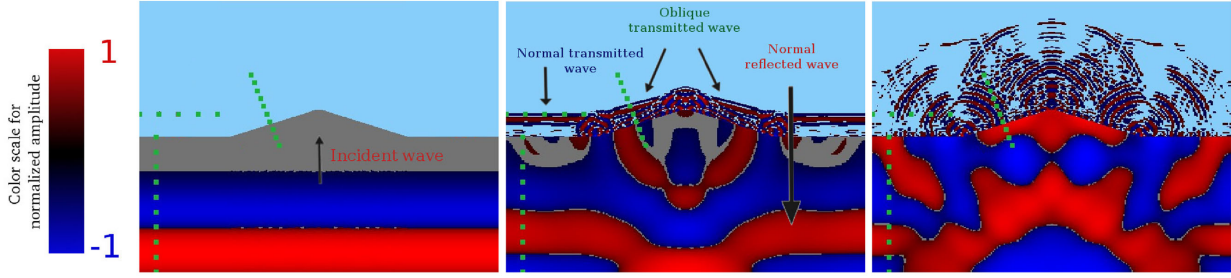 Color scale for
normalized amplitude
1
-1
Incident wave
Normal transmitted
wave
Oblique
transmitted wave
Normal
reflected wave